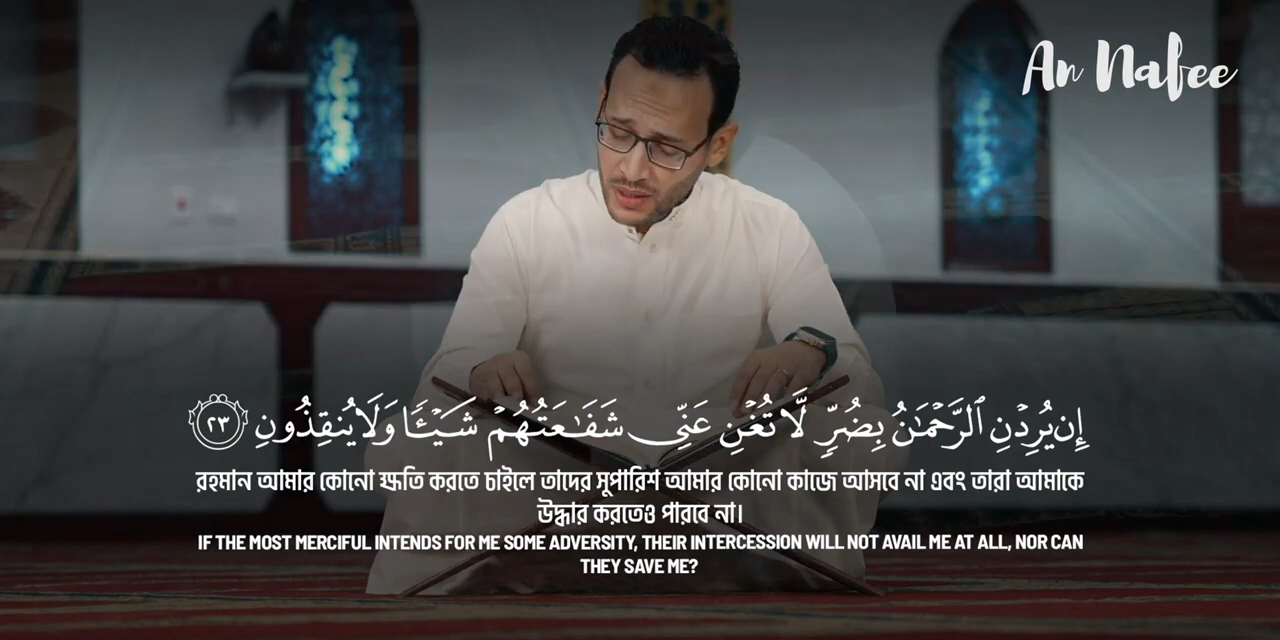 An Nafee
إِن يُرِدْنِ ٱلرَّحْمَـٰنُ بِضُرٍّ لَّا تُغْنِ عَنِّى شَفَـٰعَتُهُمْ شَيْـًٔا وَلَا يُنقِذُونِ ٢٣
রহমান আমার কোনো ক্ষতি করতে চাইলে তাদের সুপারিশ আমার কোনো কাজে আসবে না এবং তারা আমাকে
উদ্ধার করতেও পারবে না।
IF THE MOST MERCIFUL INTENDS FOR ME SOME ADVERSITY, THEIR INTERCESSION WILL NOT AVAIL ME AT ALL, NOR CAN
THEY SAVE ME?